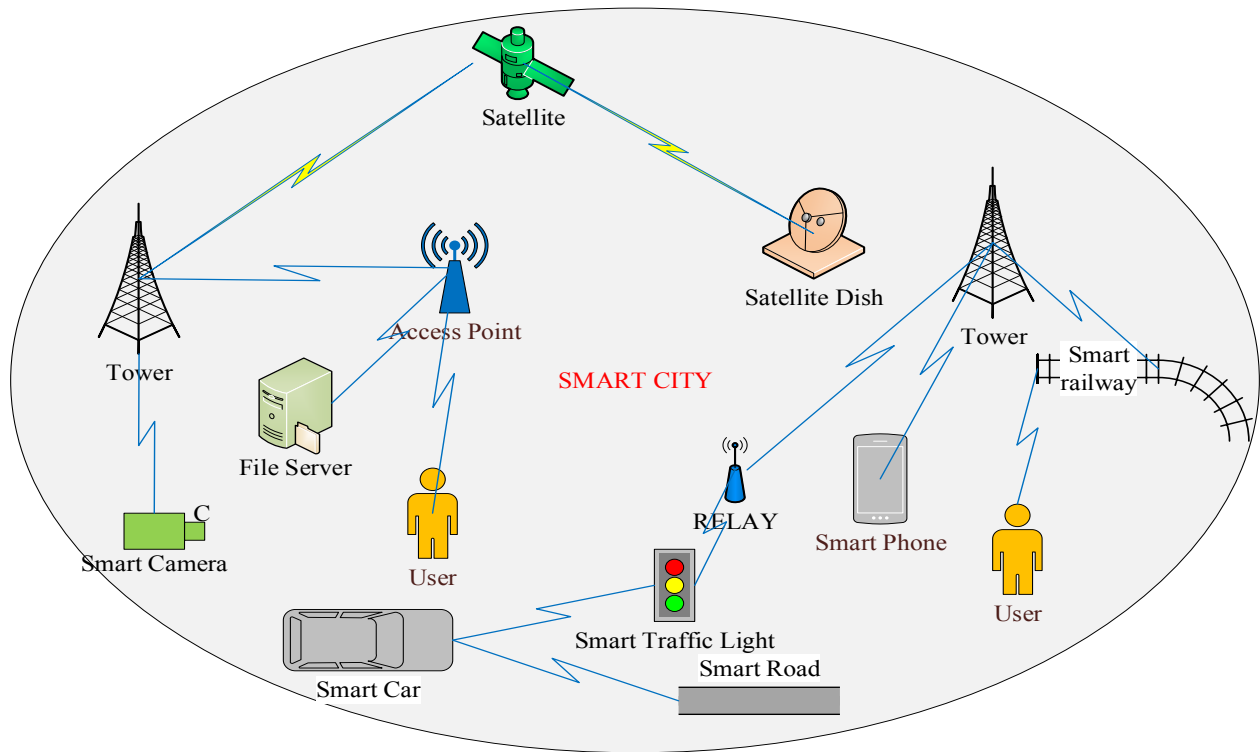 Satellite
Satellite Dish
Access Point
Tower
Tower
Smart
railway
SMART CITY
File Server
C
RELAY
Smart Phone
Smart Camera
User
User
Smart Traffic Light
Smart Road
Smart Car